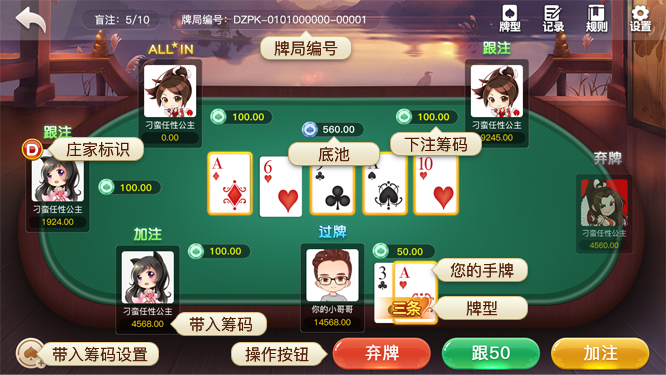 盲注：5/10
牌局编号：DZPK-0101000000-00001
牌型
记录
规则
设置
牌局编号
ALL IN
跟注
刁蛮任性公主
0.00
100.00
560.00
100.00
刁蛮任性公主
9245.00
下注筹码
底池
跟注
D
庄家标识
刁蛮任性公主
1924.00
100.00
A
6
A
10
弃牌
刁蛮任性公主
4560.00
加注
100.00
刁蛮任性公主
4568.00
带入筹码
过牌
你的小哥哥
14568.00
50.00
3
A
三条
您的手牌
牌型
带入筹码设置
操作按钮
弃牌
跟50
加注